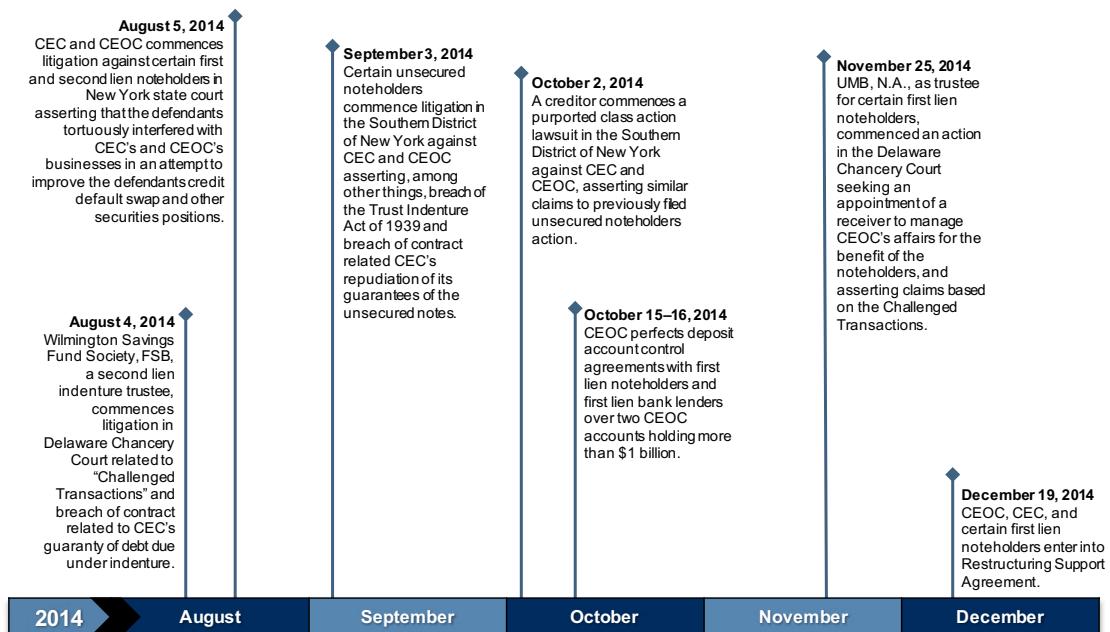 August 5, 2014
CEC and CEOC commences
litigation against certain first
and second lien noteholders in
New York state court
asserting that the defendants
tortuously interfered with
CEC’s and CEOC’s
businesses in an attempt to
improve the defendants credit
default swap and other
securities positions.
August 4, 2014
Wilmington Savings
Fund Society, FSB,
a second lien
indenture trustee,
commences
litigation in
Delaware Chancery
Court related to
“Challenged
Transactions” and
breach of contract
related to CEC’s
guaranty of debt due
under indenture.
September 3, 2014
Certain unsecured
noteholders
commence litigation in
the Southern District
of New York against
CEC and CEOC
asserting, among
other things, breach of
the Trust Indenture
Act of 1939 and
breach of contract
related CEC’s
repudiation of its
guarantees of the
unsecured notes.
October 2, 2014
A creditor commences a
purported class action
lawsuit in the Southern
District of New York
against CEC and
CEOC, asserting similar
claims to previously filed
unsecured noteholders
action.
October 15–16, 2014
CEOC perfects deposit
account control
agreements with first
lien noteholders and
first lien bank lenders
over two CEOC
accounts holding more
than $1 billion.
November 25, 2014
UMB, N.A., as trustee
for certain first lien
noteholders,
commenced an action
in the Delaware
Chancery Court
seeking an
appointment of a
receiver to manage
CEOC’s affairs for the
benefit of the
noteholders, and
asserting claims based
on the Challenged
Transactions.
December 19, 2014
CEOC, CEC, and
certain first lien
noteholders enter into
Restructuring Support
Agreement.
2014 August September October November December